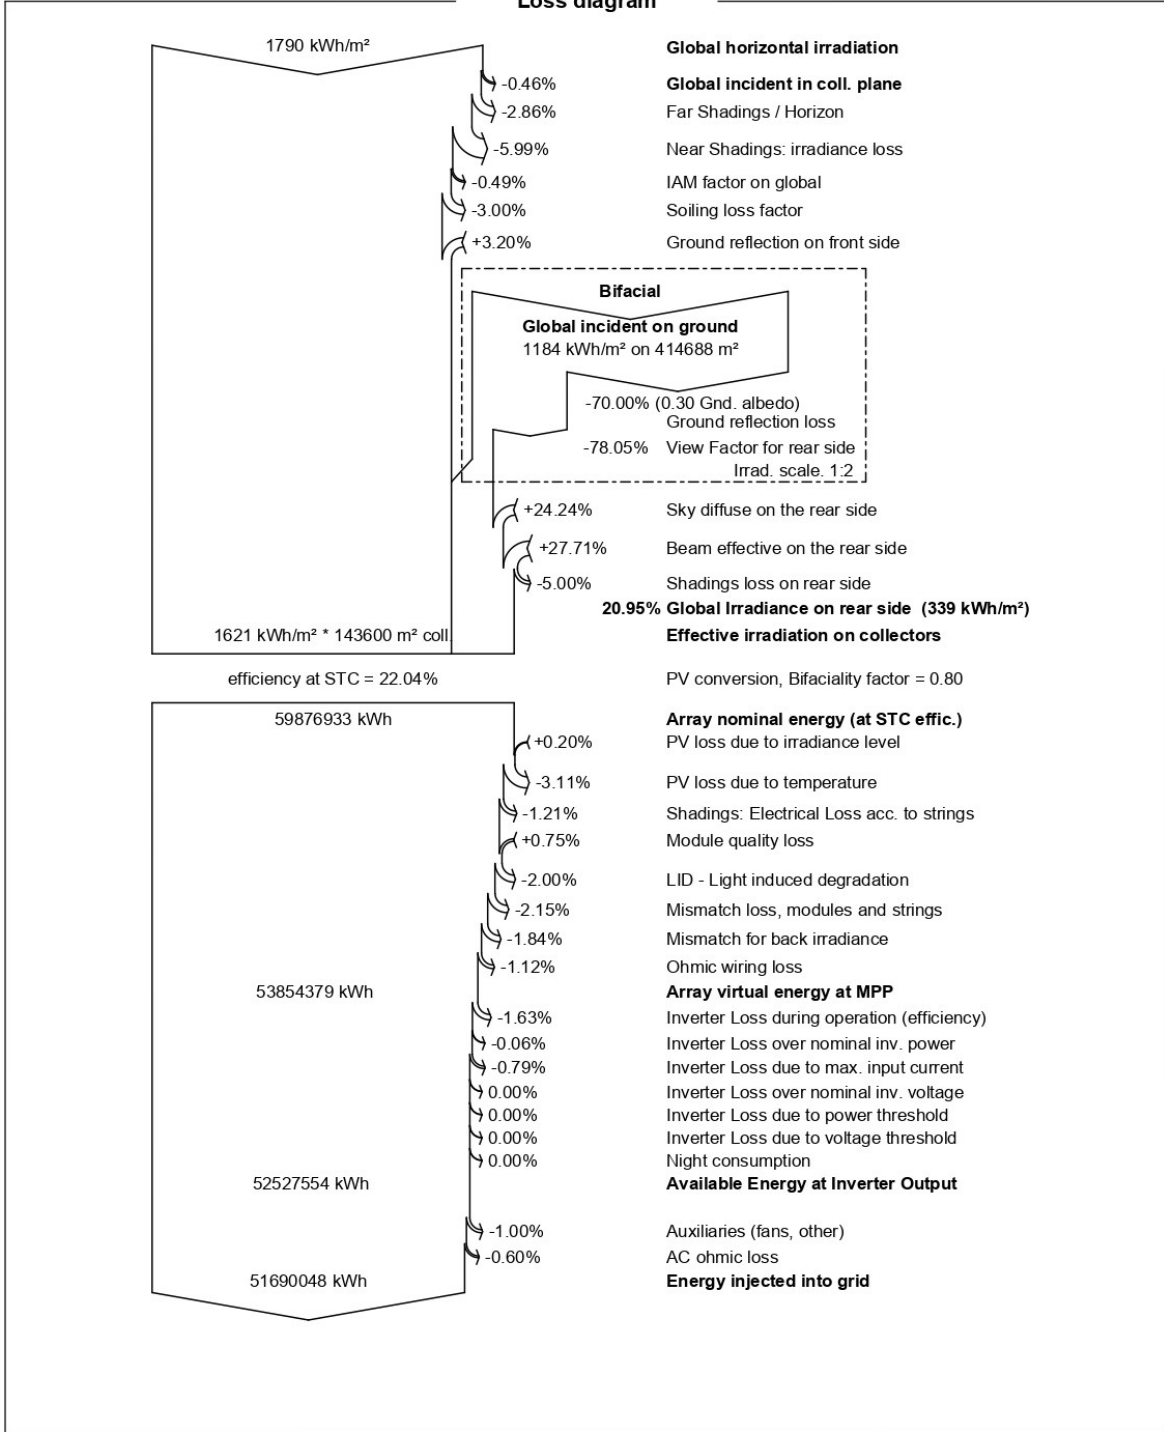 Loss diagram
1790 kWh/m² Global horizontal irradiation
-0.46% Global incident in coll. plane
-2.86% Far Shadings / Horizon
-5.99% Near Shadings: irradiance loss
-0.49% IAM factor on global
-3.00% Soiling loss factor
+3.20% Ground reflection on front side
Bifacial
Global incident on ground
1184 kWh/m² on 414688 m²
-70.00% (0.30 Gnd. albedo)
Ground reflection loss
-78.05% View Factor for rear side
Irrad. scale. 1:2
+24.24% Sky diffuse on the rear side
+27.71% Beam effective on the rear side
-5.00% Shadings loss on rear side
20.95% Global Irradiance on rear side (339 kWh/m²)
1621 kWh/m² * 143600 m² coll. Effective irradiation on collectors
efficiency at STC = 22.04% PV conversion, Bifaciality factor = 0.80
59876933 kWh Array nominal energy (at STC effic.)
+0.20% PV loss due to irradiance level
-3.11% PV loss due to temperature
-1.21% Shadings: Electrical Loss acc. to strings
+0.75% Module quality loss
-2.00% LID - Light induced degradation
-2.15% Mismatch loss, modules and strings
-1.84% Mismatch for back irradiance
-1.12% Ohmic wiring loss
53854379 kWh Array virtual energy at MPP
-1.63% Inverter Loss during operation (efficiency)
-0.06% Inverter Loss over nominal inv. power
-0.79% Inverter Loss due to max. input current
0.00% Inverter Loss over nominal inv. voltage
0.00% Inverter Loss due to power threshold
0.00% Inverter Loss due to voltage threshold
0.00% Night consumption
52527554 kWh Available Energy at Inverter Output
-1.00% Auxiliaries (fans, other)
-0.60% AC ohmic loss
51690048 kWh Energy injected into grid